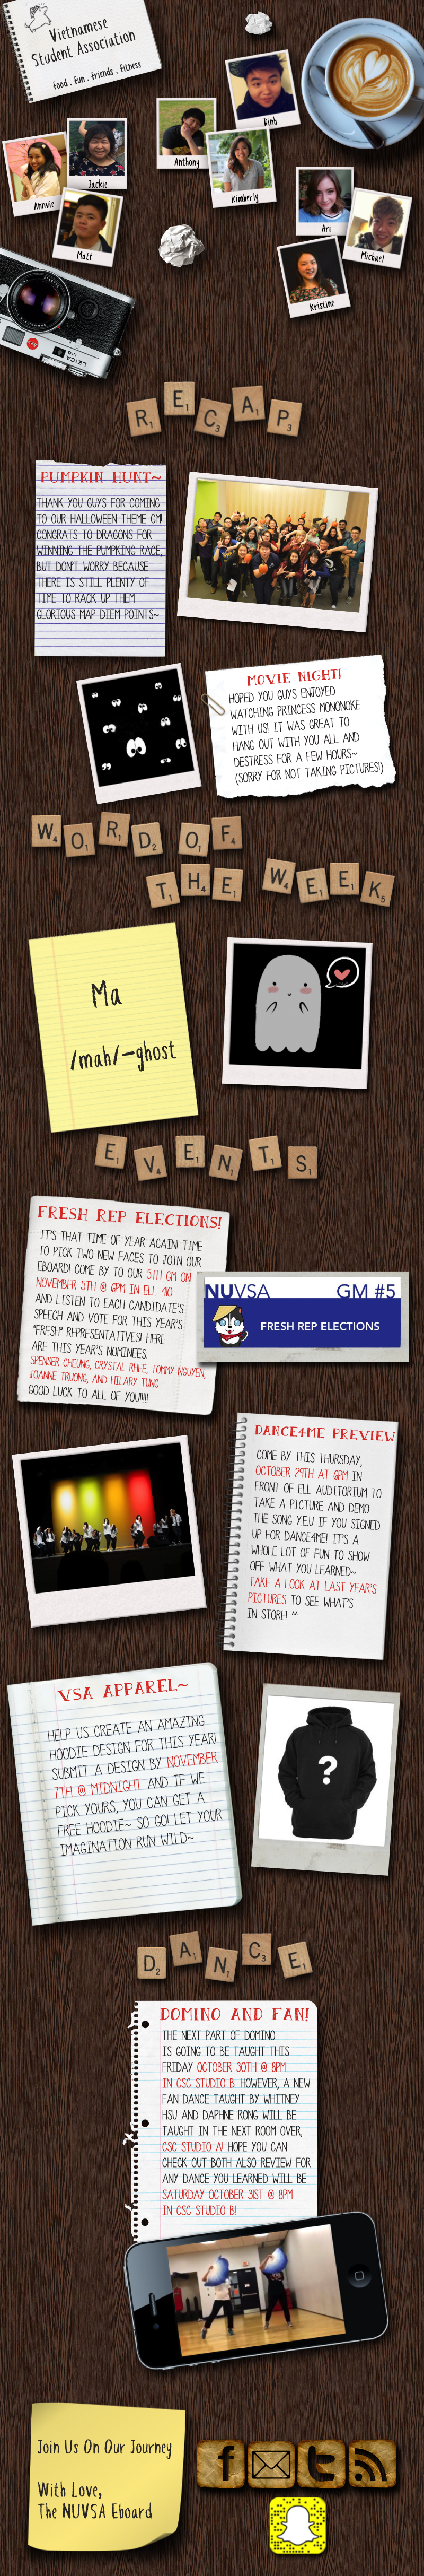 Vietnamese
Student Association
food . fun . friends . fitness
Dinh
Anthony
Jackie
Kimberly
Annvie
Ari
Matt
Michael
Kristine
LEICA
M8
RECAP
PUMPKIN HUNT~
THANK YOU GUYS FOR COMING
TO OUR HALLOWEEN THEME GM!
CONGRATS TO DRAGONS FOR
WINNING THE PUMPKING RACE,
BUT DON'T WORRY BECAUSE
THERE IS STILL PLENTY OF
TIME TO RACK UP THEM
GLORIOUS MAP DIEM POINTS~
MOVIE NIGHT!
HOPED YOU GUYS ENJOYED
WATCHING PRINCESS MONONOKE
WITH US! IT WAS GREAT TO
HANG OUT WITH YOU ALL AND
DESTRESS FOR A FEW HOURS~
(SORRY FOR NOT TAKING PICTURES!)
WORD OF
THE WEEK
Ma
/mah/-ghost
EVENTS
FRESH REP ELECTIONS!
IT'S THAT TIME OF YEAR AGAIN! TIME
TO PICK TWO NEW FACES TO JOIN OUR
EBOARD! COME BY TO OUR 5TH GM ON
NOVEMBER 5TH @ 6PM IN ELL 410
AND LISTEN TO EACH CANDIDATE'S
SPEECH AND VOTE FOR THIS YEAR'S
"FRESH" REPRESENTATIVES! HERE
ARE THIS YEAR'S NOMINEES
SPENSER CHEUNG, CRYSTAL RHEE, TOMMY NGUYEN,
JOANNE TRUONG, AND HILARY TUNG
GOOD LUCK TO ALL OF YOU!!!!!
NUVSA GM #5
FRESH REP ELECTIONS
DANCE4ME PREVIEW
COME BY THIS THURSDAY,
OCTOBER 29TH AT 6PM IN
FRONT OF ELL AUDITORIUM TO
TAKE A PICTURE AND DEMO
THE SONG Y.E.U IF YOU SIGNED
UP FOR DANCE4ME! IT'S A
WHOLE LOT OF FUN TO SHOW
OFF WHAT YOU LEARNED~
TAKE A LOOK AT LAST YEAR'S
PICTURES TO SEE WHAT'S
IN STORE! ^^
VSA APPAREL~
HELP US CREATE AN AMAZING
HOODIE DESIGN FOR THIS YEAR!
SUBMIT A DESIGN BY NOVEMBER
7TH @ MIDNIGHT AND IF WE
PICK YOURS, YOU CAN GET A
FREE HOODIE~ SO GO! LET YOUR
IMAGINATION RUN WILD~
?
DANCE
DOMINO AND FAN!
THE NEXT PART OF DOMINO
IS GOING TO BE TAUGHT THIS
FRIDAY OCTOBER 30TH @ 8PM
IN CSC STUDIO B. HOWEVER, A NEW
FAN DANCE TAUGHT BY WHITNEY
HSU AND DAPHNE RONG WILL BE
TAUGHT IN THE NEXT ROOM OVER,
CSC STUDIO A! HOPE YOU CAN
CHECK OUT BOTH ALSO REVIEW FOR
ANY DANCE YOU LEARNED WILL BE
SATURDAY OCTOBER 31ST @ 8PM
IN CSC STUDIO B!
Join Us On Our Journey
With Love,
The NUVSA Eboard